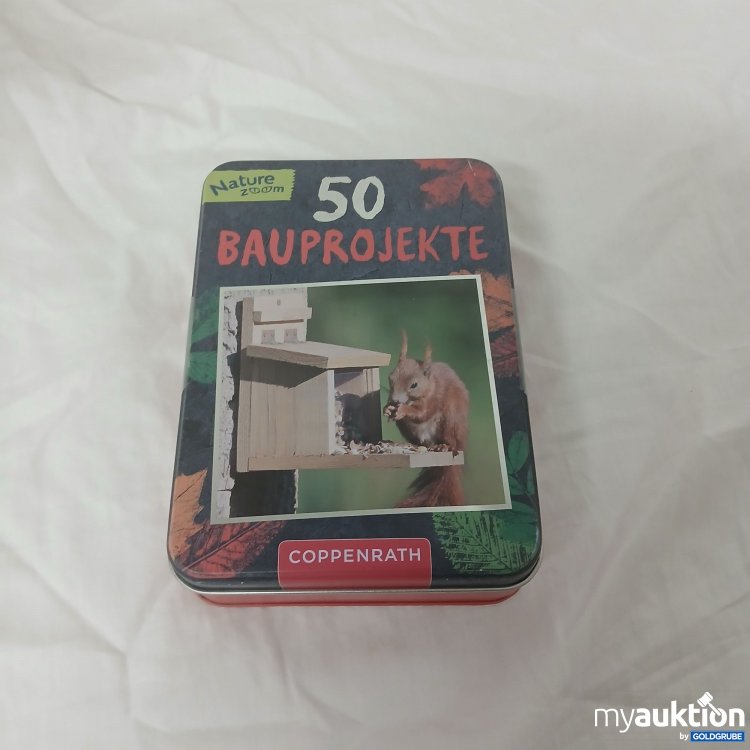 Nature
zoom
50
BAUPROJEKTE
COPPENRATH
myauktion
by GOLDGRUBE